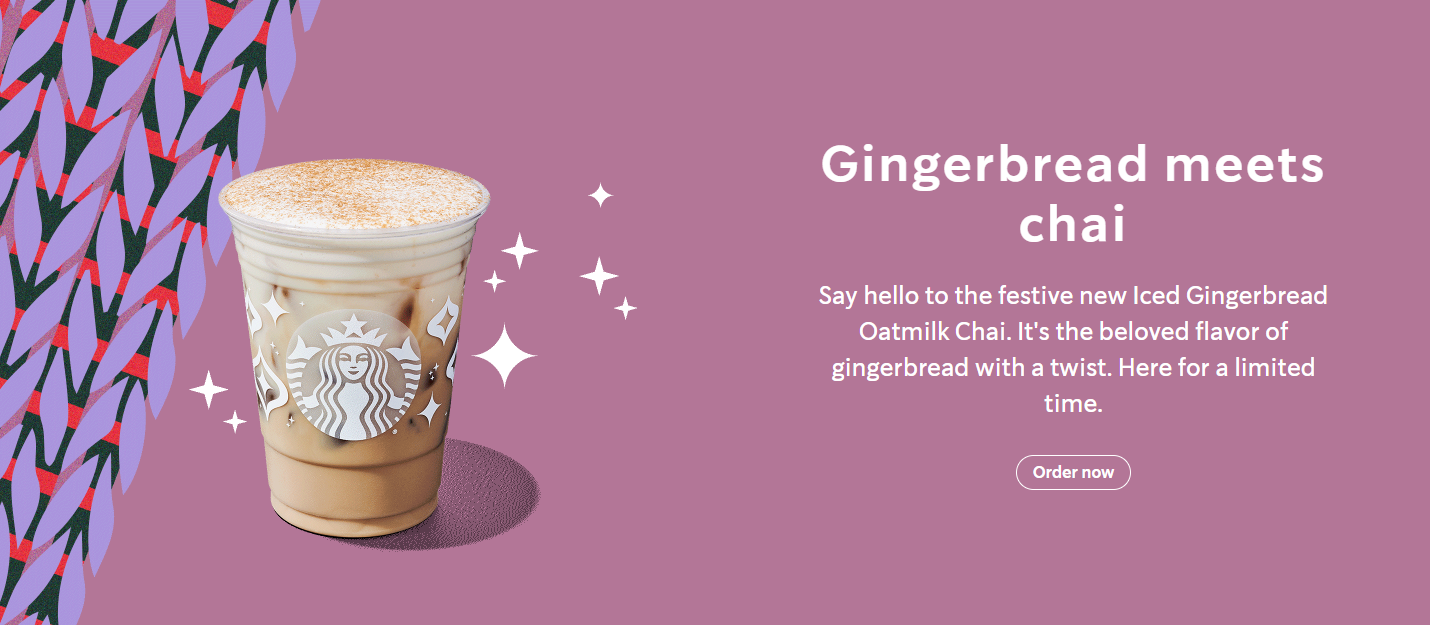 Gingerbread meets
chai
Say hello to the festive new Iced Gingerbread
Oatmilk Chai. It's the beloved flavor of
gingerbread with a twist. Here for a limited
time.
Order now